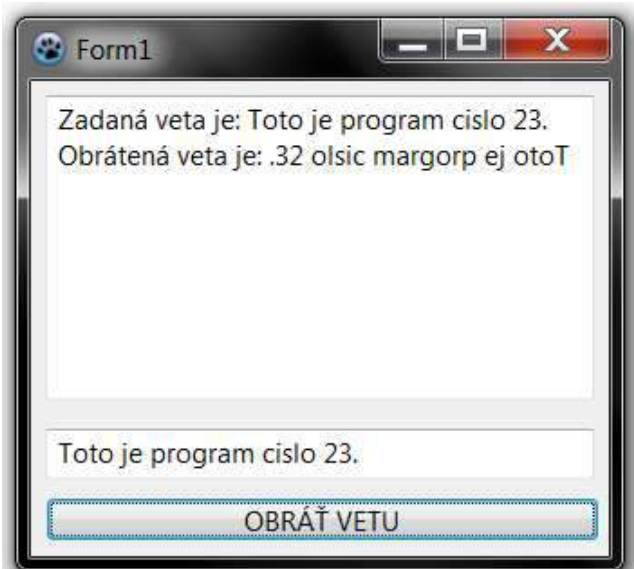 Form1
Zadaná veta je: Toto je program cislo 23.
Obrátená veta je: .32 olsic margorp ej otoT
Toto je program cislo 23.
OBRÁŤ VETU